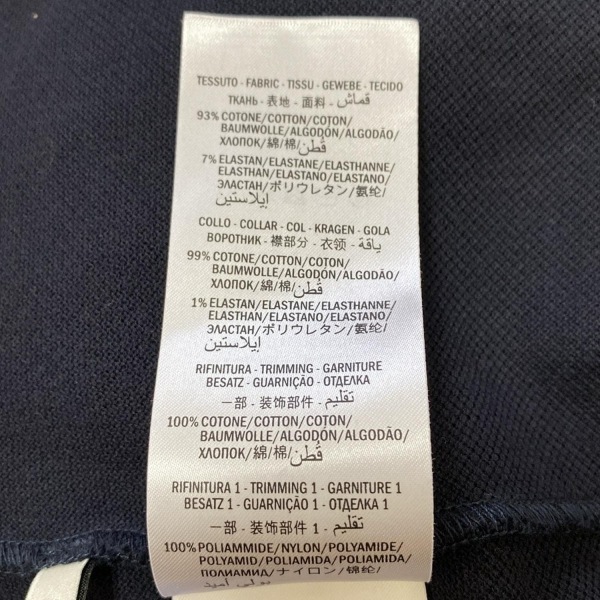 TESSUTO - FABRIC - TISSU - GEWEBE - TECIDO
ТКАНЬ - 表地 - 面料 - قماش
93% COTONE/COTTON/COTON/
BAUMWOLLE/ALGODÓN/ALGODÃO/
ХЛОПОК/綿/棉/قطن
7% ELASTAN/ELASTANE/ELASTHANNE/
ELASTHAN/ELASTANO/ELASTANO/
ЭЛАСТАН/ポリウレタン/氨纶/
إيلاستين
COLLO - COLLAR - COL - KRAGEN - GOLA
ВОРОТНИК - 襟部分 - 衣领 - ياقة
99% COTONE/COTTON/COTON/
BAUMWOLLE/ALGODÓN/ALGODÃO/
ХЛОПОК/綿/棉/قطن
1% ELASTAN/ELASTANE/ELASTHANNE/
ELASTHAN/ELASTANO/ELASTANO/
ЭЛАСТАН/ポリウレタン/氨纶/
إيلاستين
RIFINITURA - TRIMMING - GARNITURE
BESATZ - GUARNIÇÃO - ОТДЕЛКА
一部 - 装饰部件 - تقليم
100% COTONE/COTTON/COTON/
BAUMWOLLE/ALGODÓN/ALGODÃO/
ХЛОПОК/綿/棉/قطن
RIFINITURA 1 - TRIMMING 1 - GARNITURE 1
BESATZ 1 - GUARNIÇÃO 1 - ОТДЕЛКА 1
一部 - 装饰部件 1 - تقليم
100% POLIAMMIDE/NYLON/POLYAMIDE/
POLYAMID/POLIAMIDA/POLIAMIDA/
ПОЛИАМИД/ナイロン/锦纶/
بولي أميد